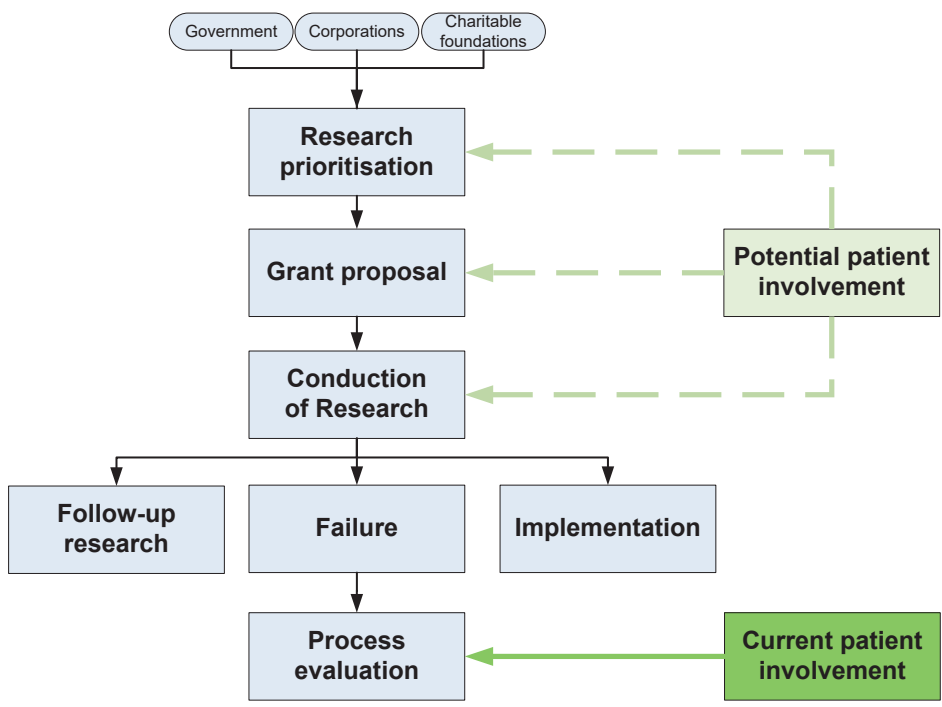 Government
Corporations
Charitable
foundations
Research
prioritisation
Grant proposal
Potential patient
involvement
Conduction
of Research
Follow-up
research
Failure
Implementation
Process
evaluation
Current patient
involvement